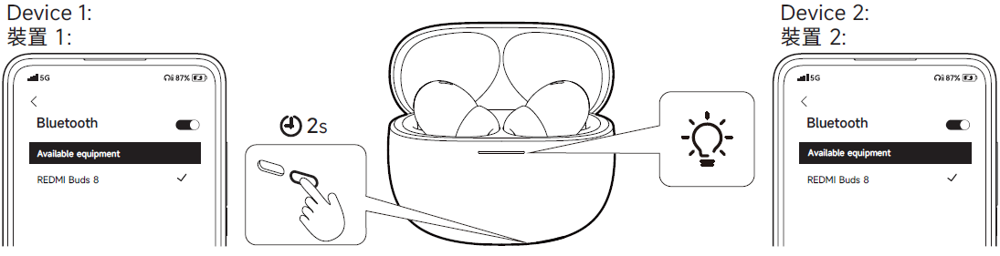 Device 1:
裝置 1:
5G
87%
Bluetooth
Available equipment
REDMI Buds 8
2s
Device 2:
裝置 2:
5G
87%
Bluetooth
Available equipment
REDMI Buds 8